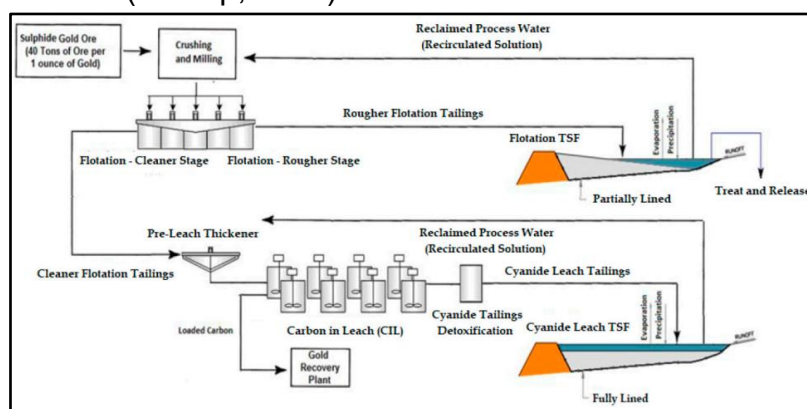 Sulphide Gold Ore
(40 Tons of Ore per
1 ounce of Gold)
Crushing
and Milling
Reclaimed Process Water
(Recirculated Solution)
Rougher Flotation Tailings
Flotation TSF
Evaporation
Precipitation
RUNOFF
Flotation - Cleaner Stage
Flotation - Rougher Stage
Partially Lined
Treat and Release
Pre-Leach Thickener
Reclaimed Process Water
(Recirculated Solution)
Cleaner Flotation Tailings
Cyanide Leach Tailings
Loaded Carbon
Carbon in Leach (CIL)
Cyanide Tailings
Detoxification
Cyanide Leach TSF
Evaporation
Precipitation
RUNOFF
Gold
Recovery
Plant
Fully Lined